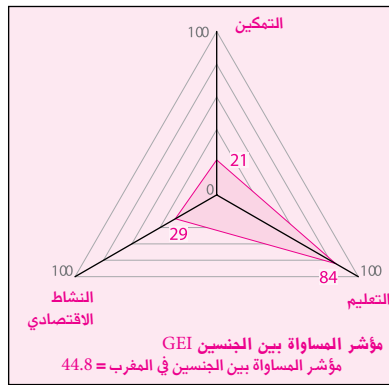 التمكين
100
21
0
29
84
100
100
النشاط
الاقتصادي
التعليم
مؤشر المساواة بين الجنسين GEI
مؤشر المساواة بين الجنسين في المغرب = 44.8